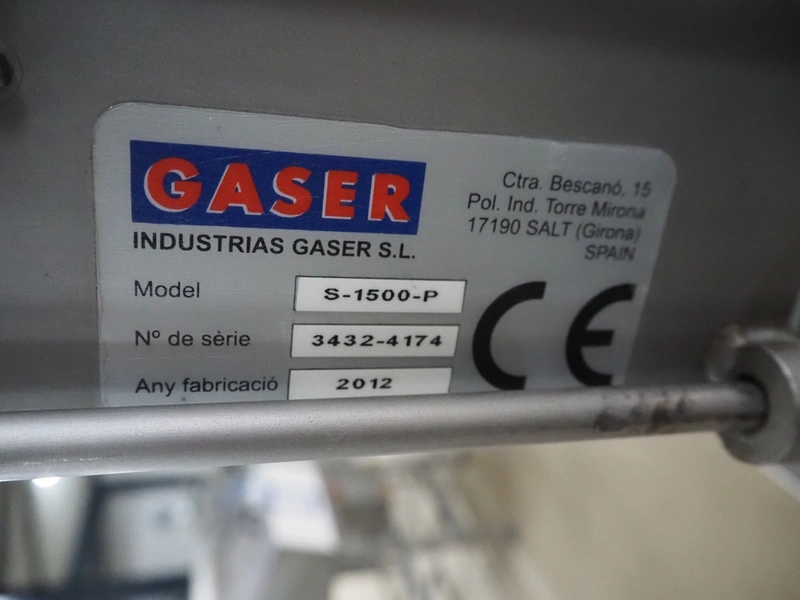 GASER
INDUSTRIAS GASER S.L.
Ctra. Bescanó, 15
Pol. Ind. Torre Mirona
17190 SALT (Girona)
SPAIN
Model S-1500-P
Nº de sèrie 3432-4174
Any fabricació 2012
CE